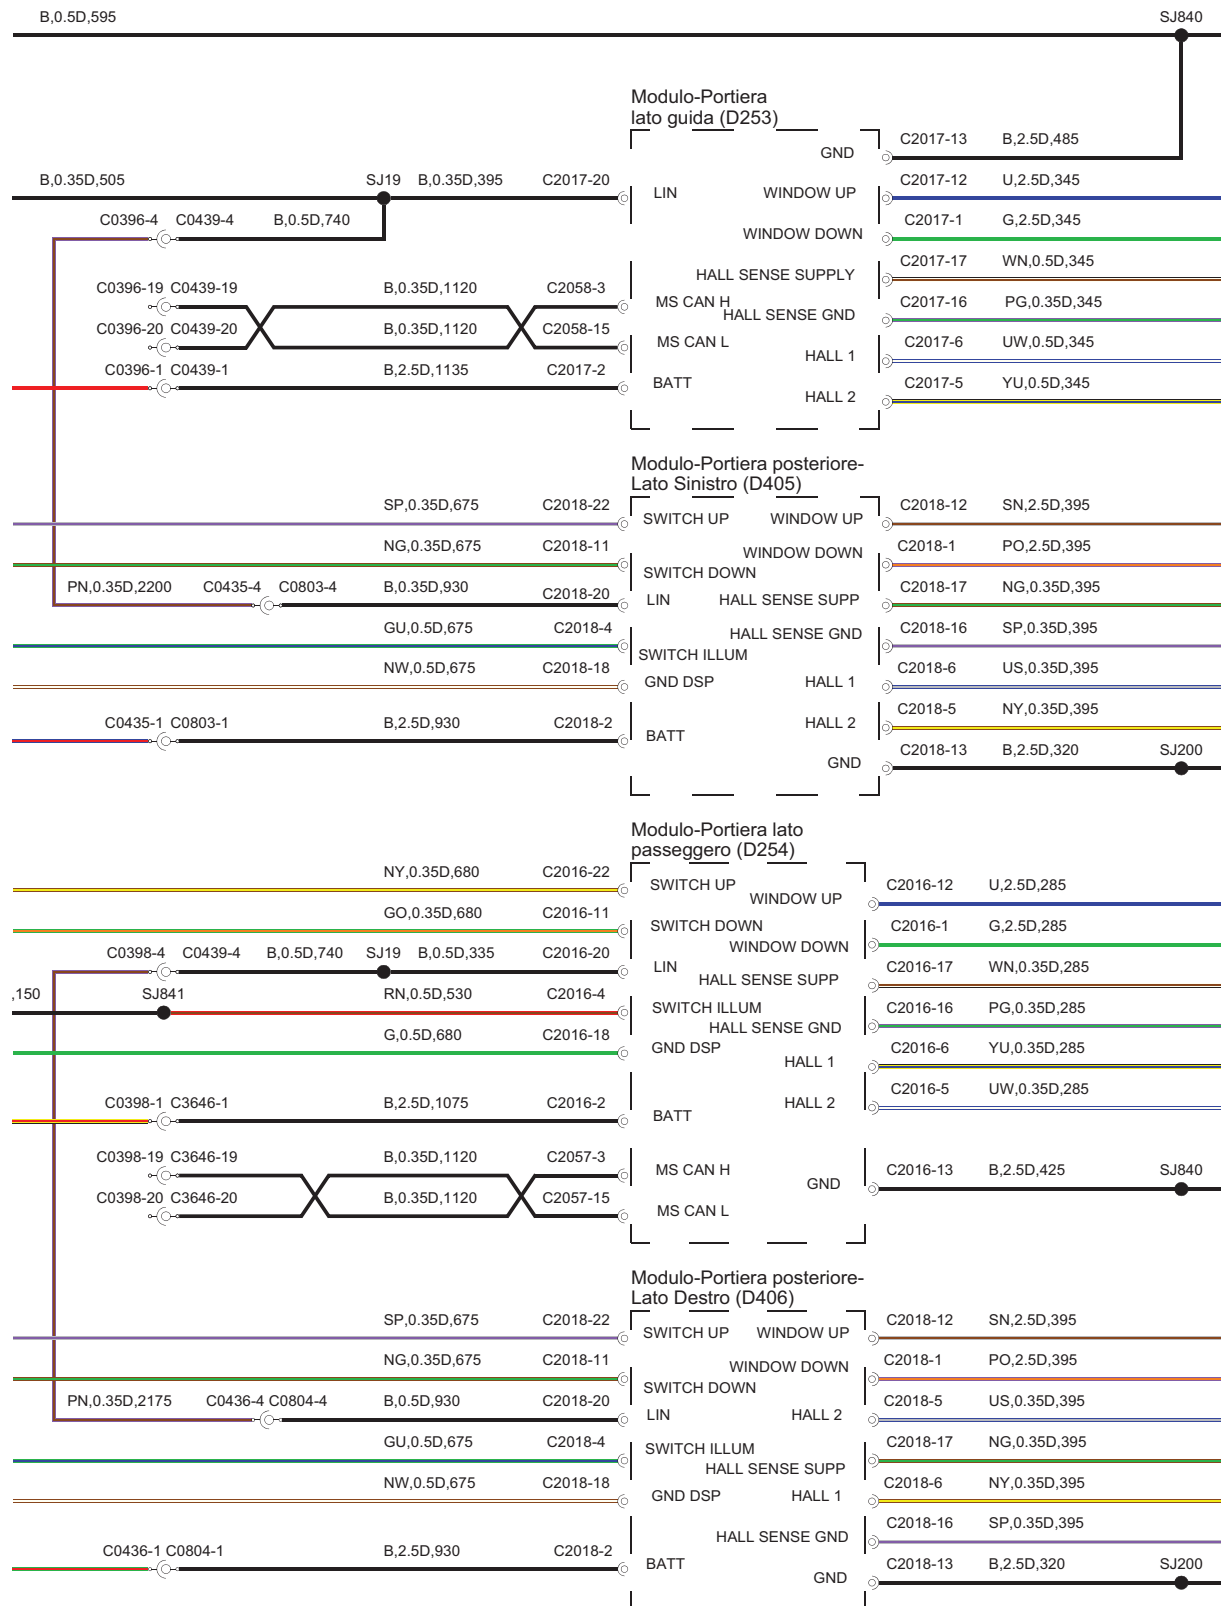 B,0.5D,595
SJ840
Modulo-Portiera
lato guida (D253)
GND
C2017-13 B,2.5D,485
B,0.35D,505 SJ19 B,0.35D,395 C2017-20
LIN
WINDOW UP
C2017-12 U,2.5D,345
C0396-4 C0439-4 B,0.5D,740
WINDOW DOWN
C2017-1 G,2.5D,345
HALL SENSE SUPPLY
C2017-17 WN,0.5D,345
C0396-19 C0439-19 B,0.35D,1120 C2058-3
MS CAN H
HALL SENSE GND
C2017-16 PG,0.35D,345
C0396-20 C0439-20 B,0.35D,1120 C2058-15
MS CAN L
HALL 1
C2017-6 UW,0.5D,345
C0396-1 C0439-1 B,2.5D,1135 C2017-2
BATT
HALL 2
C2017-5 YU,0.5D,345
Modulo-Portiera posteriore-
Lato Sinistro (D405)
SP,0.35D,675 C2018-22
SWITCH UP
WINDOW UP
C2018-12 SN,2.5D,395
NG,0.35D,675 C2018-11
SWITCH DOWN
WINDOW DOWN
C2018-1 PO,2.5D,395
PN,0.35D,2200 C0435-4 C0803-4 B,0.35D,930 C2018-20
LIN
HALL SENSE SUPP
C2018-17 NG,0.35D,395
GU,0.5D,675 C2018-4
SWITCH ILLUM
HALL SENSE GND
C2018-16 SP,0.35D,395
NW,0.5D,675 C2018-18
GND DSP
HALL 1
C2018-6 US,0.35D,395
C0435-1 C0803-1 B,2.5D,930 C2018-2
BATT
HALL 2
C2018-5 NY,0.35D,395
GND
C2018-13 B,2.5D,320 SJ200
Modulo-Portiera lato
passeggero (D254)
NY,0.35D,680 C2016-22
SWITCH UP
WINDOW UP
C2016-12 U,2.5D,285
GO,0.35D,680 C2016-11
SWITCH DOWN
WINDOW DOWN
C2016-1 G,2.5D,285
C0398-4 C0439-4 B,0.5D,740 SJ19 B,0.5D,335 C2016-20
LIN
HALL SENSE SUPP
C2016-17 WN,0.35D,285
,150 SJ841 RN,0.5D,530 C2016-4
SWITCH ILLUM
HALL SENSE GND
C2016-16 PG,0.35D,285
G,0.5D,680 C2016-18
GND DSP
HALL 1
C2016-6 YU,0.35D,285
HALL 2
C2016-5 UW,0.35D,285
C0398-1 C3646-1 B,2.5D,1075 C2016-2
BATT
C0398-19 C3646-19 B,0.35D,1120 C2057-3
MS CAN H
GND
C2016-13 B,2.5D,425 SJ840
C0398-20 C3646-20 B,0.35D,1120 C2057-15
MS CAN L
Modulo-Portiera posteriore-
Lato Destro (D406)
SP,0.35D,675 C2018-22
SWITCH UP
WINDOW UP
C2018-12 SN,2.5D,395
NG,0.35D,675 C2018-11
SWITCH DOWN
WINDOW DOWN
C2018-1 PO,2.5D,395
PN,0.35D,2175 C0436-4 C0804-4 B,0.5D,930 C2018-20
LIN
HALL 2
C2018-5 US,0.35D,395
GU,0.5D,675 C2018-4
SWITCH ILLUM
HALL SENSE SUPP
C2018-17 NG,0.35D,395
NW,0.5D,675 C2018-18
GND DSP
HALL 1
C2018-6 NY,0.35D,395
HALL SENSE GND
C2018-16 SP,0.35D,395
C0436-1 C0804-1 B,2.5D,930 C2018-2
BATT
GND
C2018-13 B,2.5D,320 SJ200